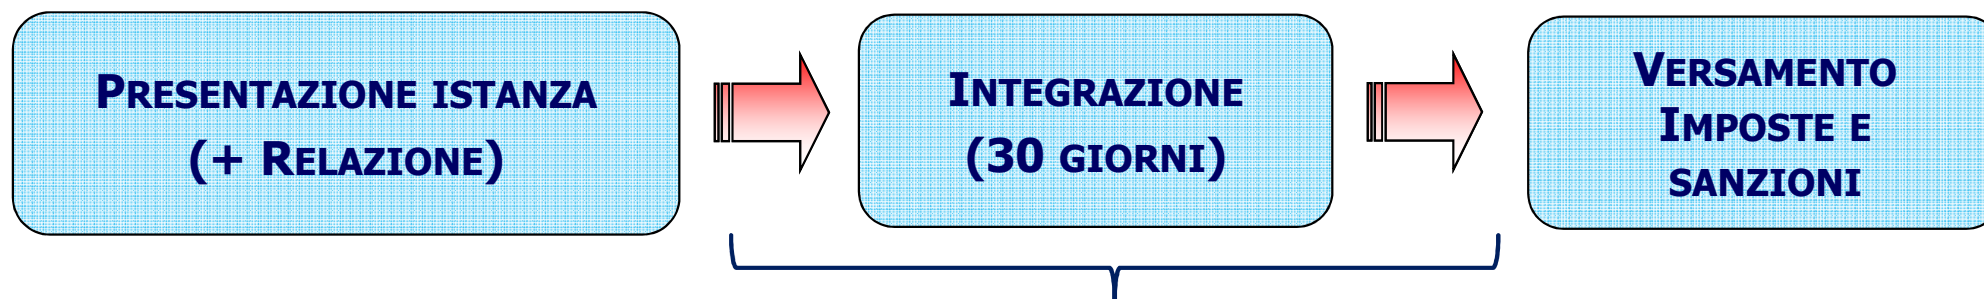 PRESENTAZIONE ISTANZA
(+ RELAZIONE)
INTEGRAZIONE
(30 GIORNI)
VERSAMENTO
IMPOSTE E
SANZIONI